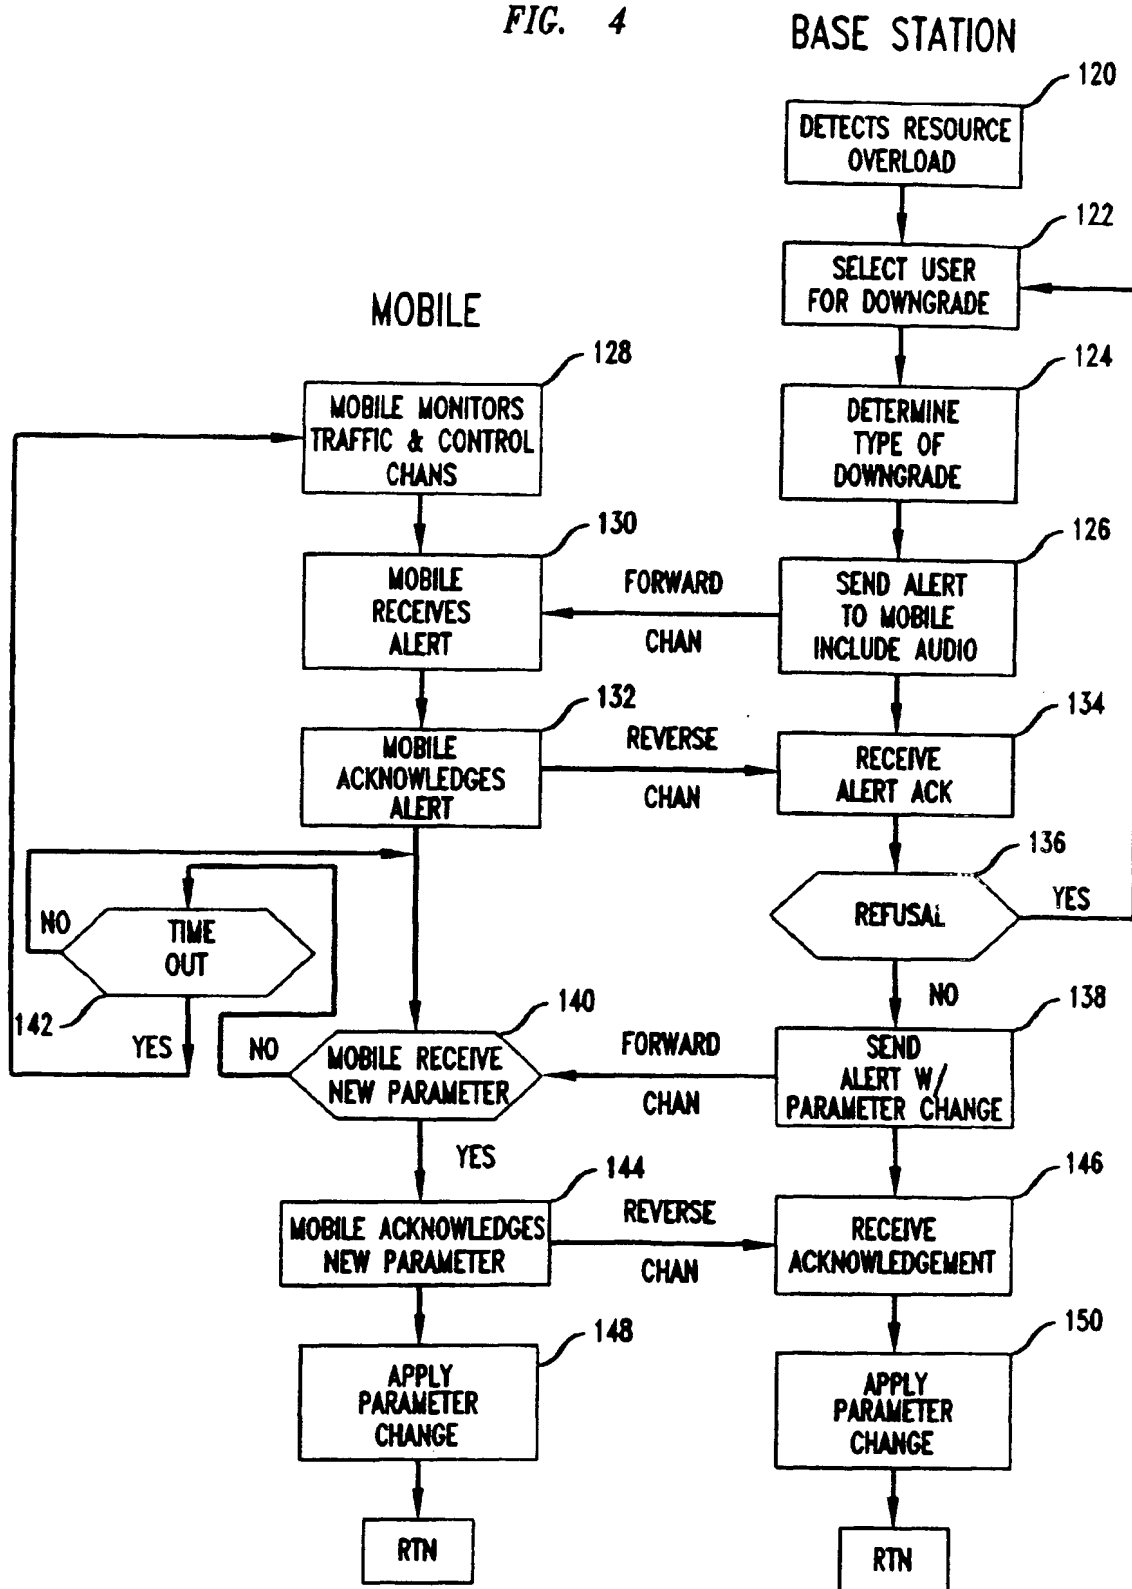 FIG. 4
BASE STATION
120
DETECTS RESOURCE
OVERLOAD
122
SELECT USER
FOR DOWNGRADE
MOBILE
128
MOBILE MONITORS
TRAFFIC & CONTROL
CHANS
124
DETERMINE
TYPE OF
DOWNGRADE
130
MOBILE
RECEIVES
ALERT
FORWARD
CHAN
126
SEND ALERT
TO MOBILE
INCLUDE AUDIO
132
MOBILE
ACKNOWLEDGES
ALERT
REVERSE
CHAN
134
RECEIVE
ALERT ACK
136
REFUSAL
YES
NO
NO
TIME
OUT
142
YES
NO
140
MOBILE RECEIVE
NEW PARAMETER
FORWARD
CHAN
138
SEND
ALERT W/
PARAMETER CHANGE
YES
144
MOBILE ACKNOWLEDGES
NEW PARAMETER
REVERSE
CHAN
146
RECEIVE
ACKNOWLEDGEMENT
148
APPLY
PARAMETER
CHANGE
150
APPLY
PARAMETER
CHANGE
RTN
RTN